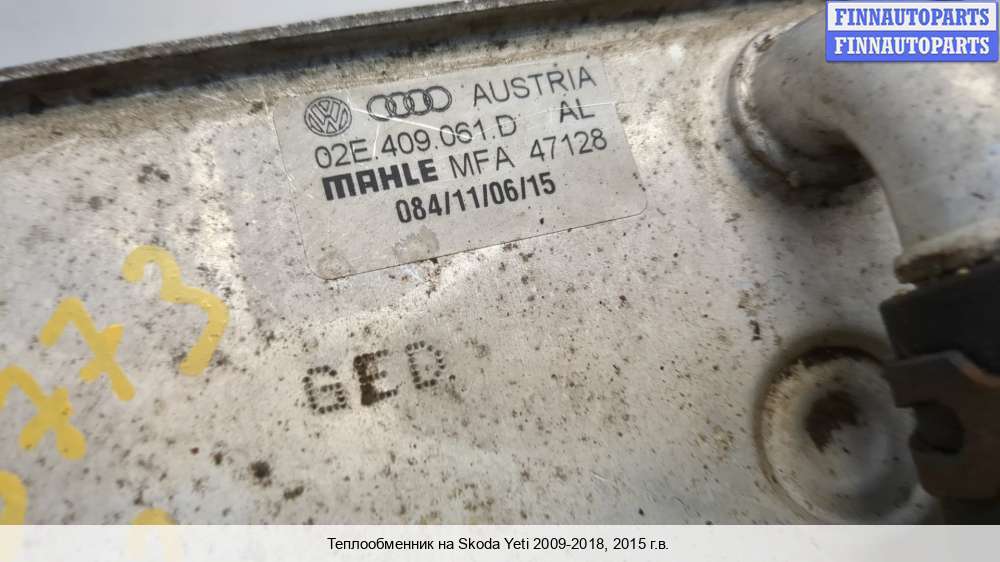 FINNAUTOPARTS
FINNAUTOPARTS
AUSTRIA
02E.409.061.D AL
MAHLE MFA 47128
084/11/06/15
773
GED
Теплообменник на Skoda Yeti 2009-2018, 2015 г.в.